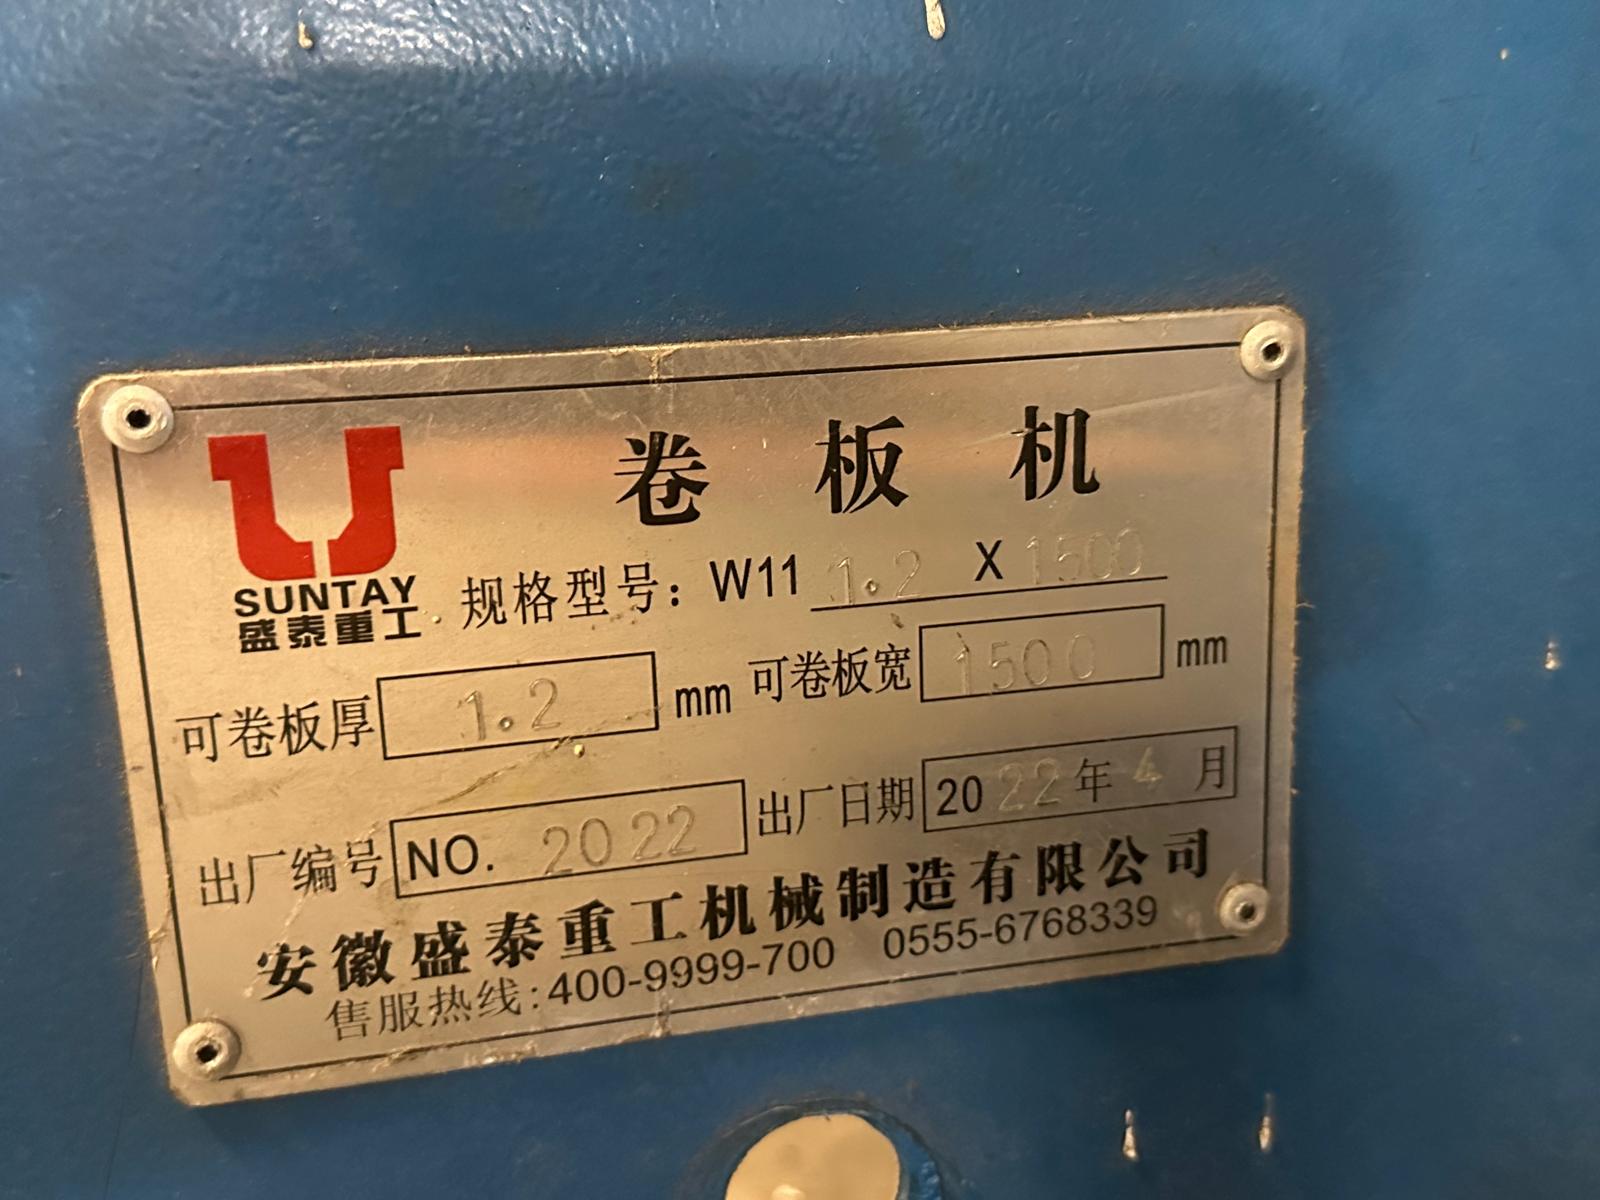 卷板机
SUNTAY
盛泰重工
规格型号：W11 1.2 X 1500
可卷板厚 1.2 mm 可卷板宽 1500 mm
出厂编号 NO. 2022 出厂日期 2022年4月
安徽盛泰重工机械制造有限公司
售服热线:400-9999-700 0555-6768339